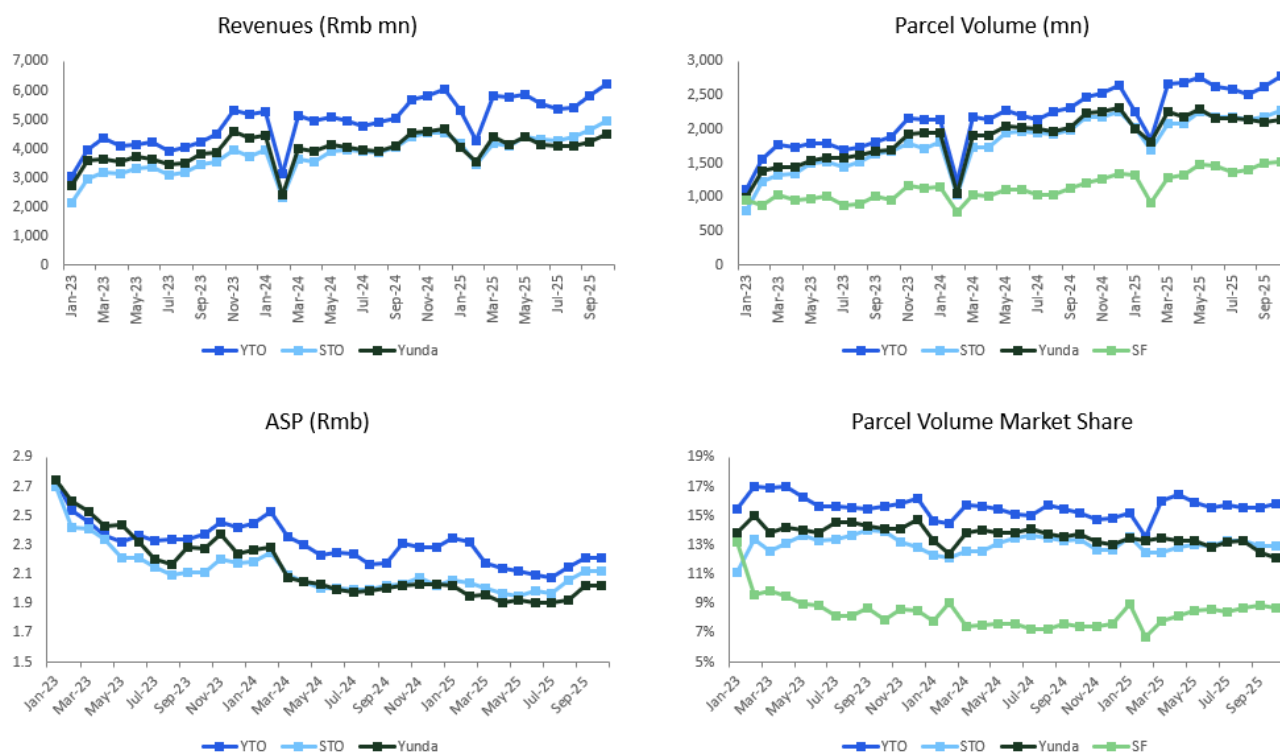 Revenues (Rmb mn)
7,000
6,000
5,000
4,000
3,000
2,000
1,000
0
Jan-23
Mar-23
May-23
Jul-23
Sep-23
Nov-23
Jan-24
Mar-24
May-24
Jul-24
Sep-24
Nov-24
Jan-25
Mar-25
May-25
Jul-25
Sep-25
YTO STO Yunda
Parcel Volume (mn)
3,000
2,500
2,000
1,500
1,000
500
0
Jan-23
Mar-23
May-23
Jul-23
Sep-23
Nov-23
Jan-24
Mar-24
May-24
Jul-24
Sep-24
Nov-24
Jan-25
Mar-25
May-25
Jul-25
Sep-25
YTO STO Yunda SF
ASP (Rmb)
2.9
2.7
2.5
2.3
2.1
1.9
1.7
1.5
Jan-23
Mar-23
May-23
Jul-23
Sep-23
Nov-23
Jan-24
Mar-24
May-24
Jul-24
Sep-24
Nov-24
Jan-25
Mar-25
May-25
Jul-25
Sep-25
YTO STO Yunda
Parcel Volume Market Share
19%
17%
15%
13%
11%
9%
7%
5%
Jan-23
Mar-23
May-23
Jul-23
Sep-23
Nov-23
Jan-24
Mar-24
May-24
Jul-24
Sep-24
Nov-24
Jan-25
Mar-25
May-25
Jul-25
Sep-25
YTO STO Yunda SF